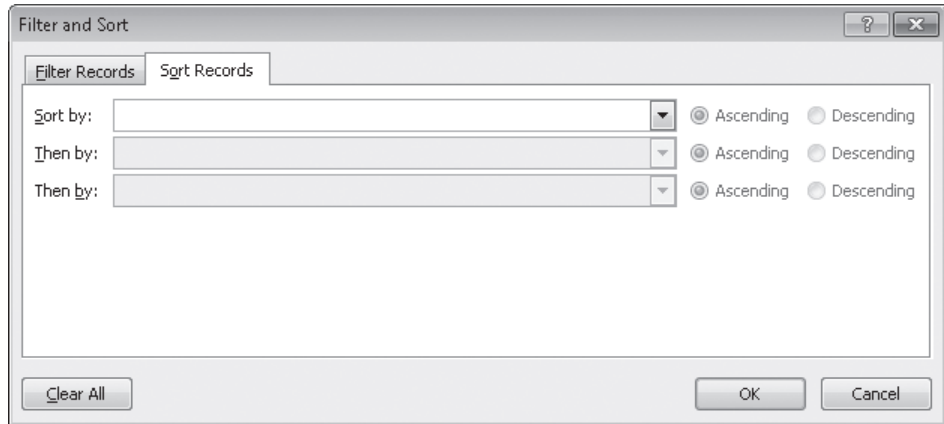 Filter and Sort
Filter Records Sort Records
Sort by: Ascending Descending
Then by: Ascending Descending
Then by: Ascending Descending
Clear All OK Cancel